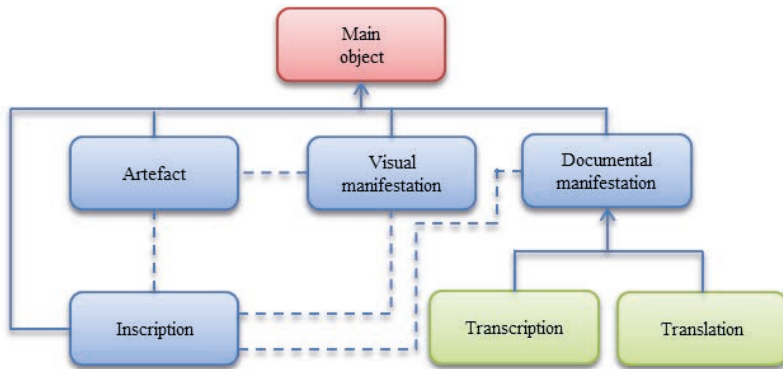 Main
object
Artefact
Visual
manifestation
Documental
manifestation
Inscription
Transcription
Translation